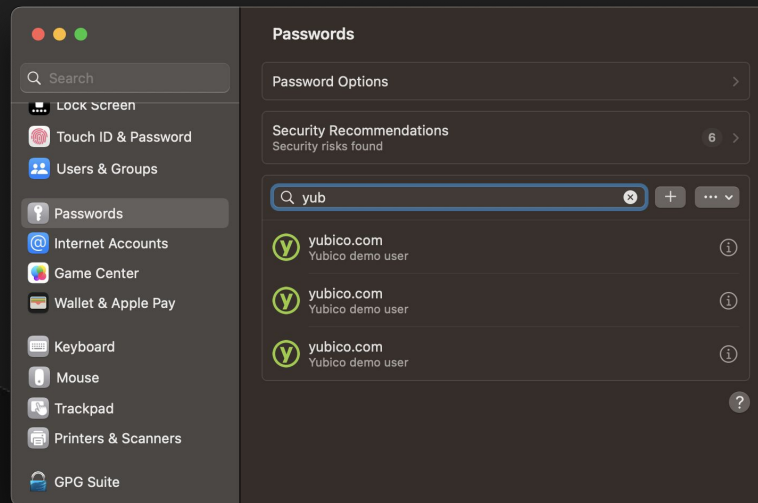 Search
Lock Screen
Touch ID & Password
Users & Groups
Passwords
Internet Accounts
Game Center
Wallet & Apple Pay
Keyboard
Mouse
Trackpad
Printers & Scanners
GPG Suite
Passwords
Password Options
Security Recommendations
Security risks found
6
yub
yubico.com
Yubico demo user
yubico.com
Yubico demo user
yubico.com
Yubico demo user
?